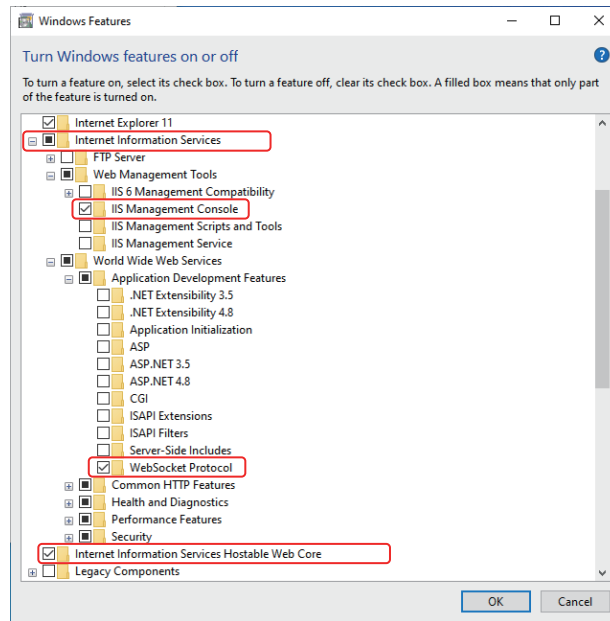 Windows Features
Turn Windows features on or off
?
To turn a feature on, select its check box. To turn a feature off, clear its check box. A filled box means that only part
of the feature is turned on.
Internet Explorer 11
Internet Information Services
FTP Server
Web Management Tools
IIS 6 Management Compatibility
IIS Management Console
IIS Management Scripts and Tools
IIS Management Service
World Wide Web Services
Application Development Features
.NET Extensibility 3.5
.NET Extensibility 4.8
Application Initialization
ASP
ASP.NET 3.5
ASP.NET 4.8
CGI
ISAPI Extensions
ISAPI Filters
Server-Side Includes
WebSocket Protocol
Common HTTP Features
Health and Diagnostics
Performance Features
Security
Internet Information Services Hostable Web Core
Legacy Components
OK
Cancel